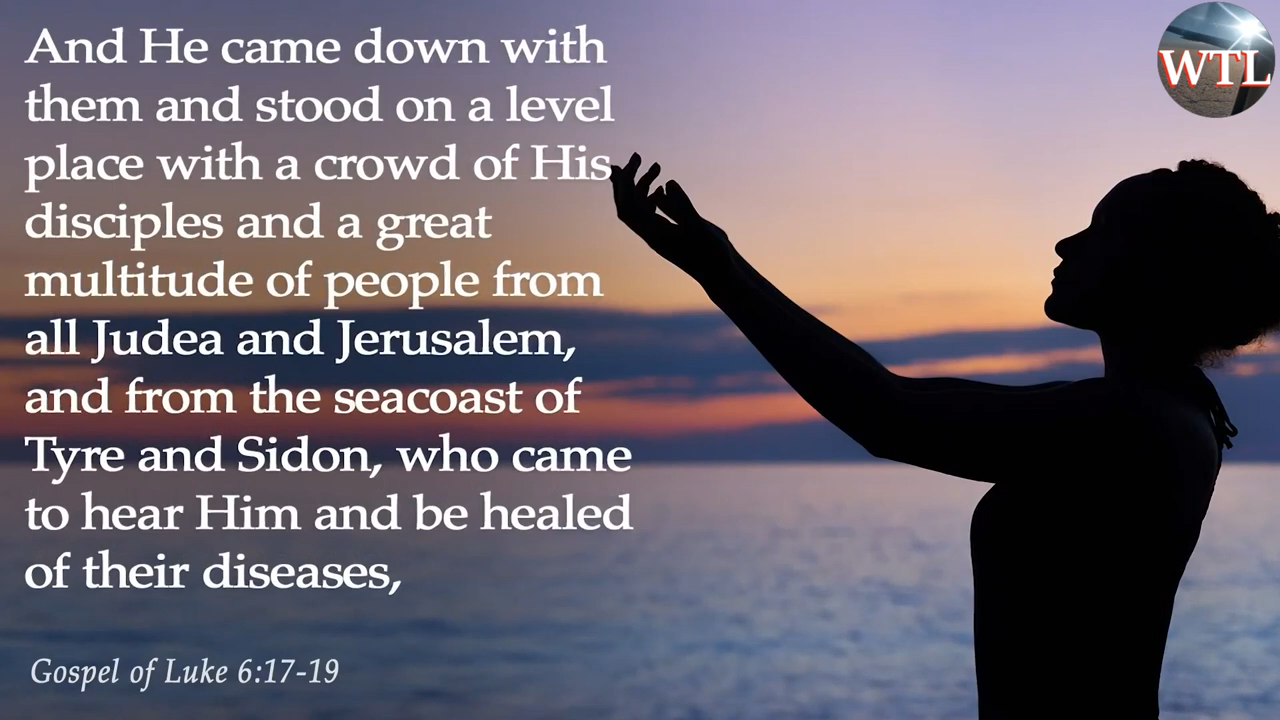 And He came down with
them and stood on a level
place with a crowd of His
disciples and a great
multitude of people from
all Judea and Jerusalem,
and from the seacoast of
Tyre and Sidon, who came
to hear Him and be healed
of their diseases,
Gospel of Luke 6:17-19
WTL